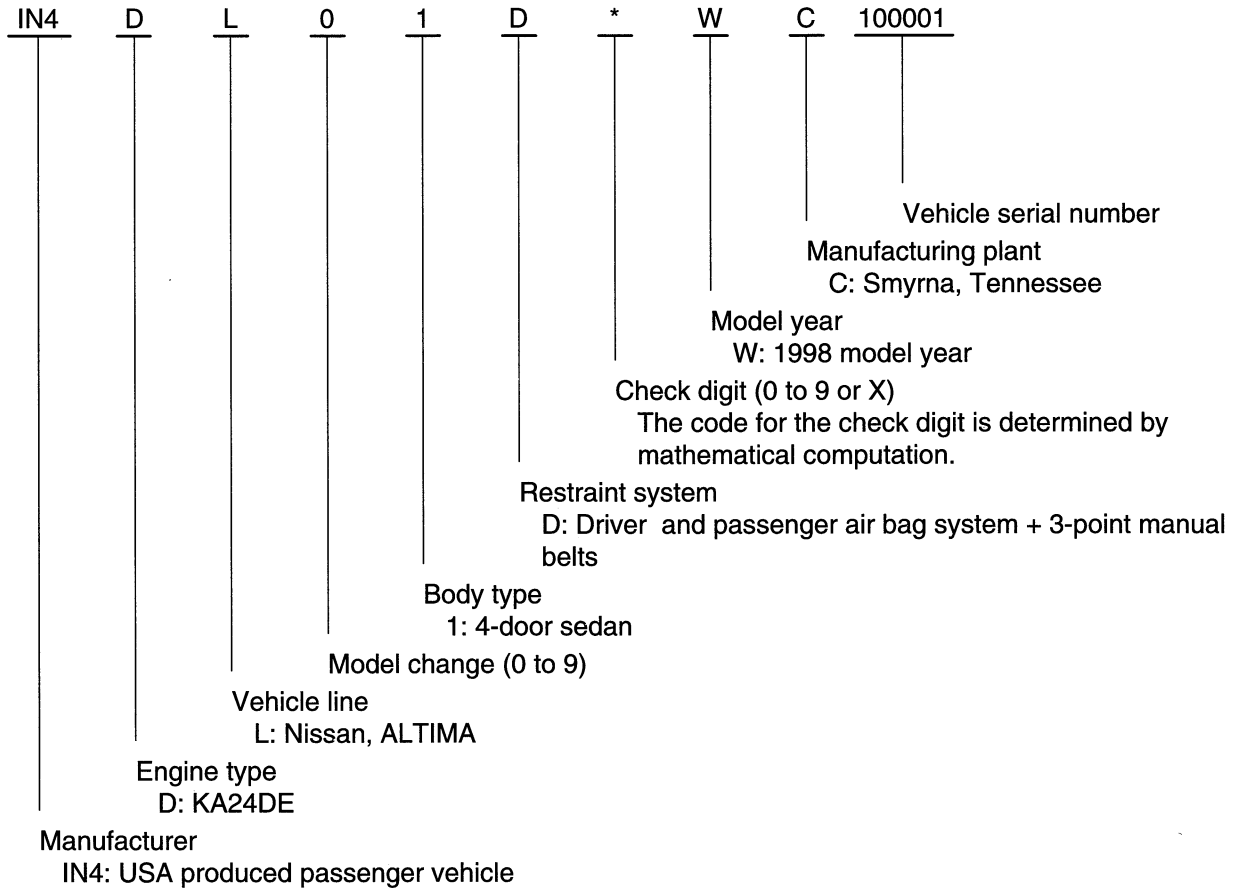 IN4 D L 0 1 D * W C 100001
Vehicle serial number
Manufacturing plant
C: Smyrna, Tennessee
Model year
W: 1998 model year
Check digit (0 to 9 or X)
The code for the check digit is determined by
mathematical computation.
Restraint system
D: Driver and passenger air bag system + 3-point manual
belts
Body type
1: 4-door sedan
Model change (0 to 9)
Vehicle line
L: Nissan, ALTIMA
Engine type
D: KA24DE
Manufacturer
IN4: USA produced passenger vehicle